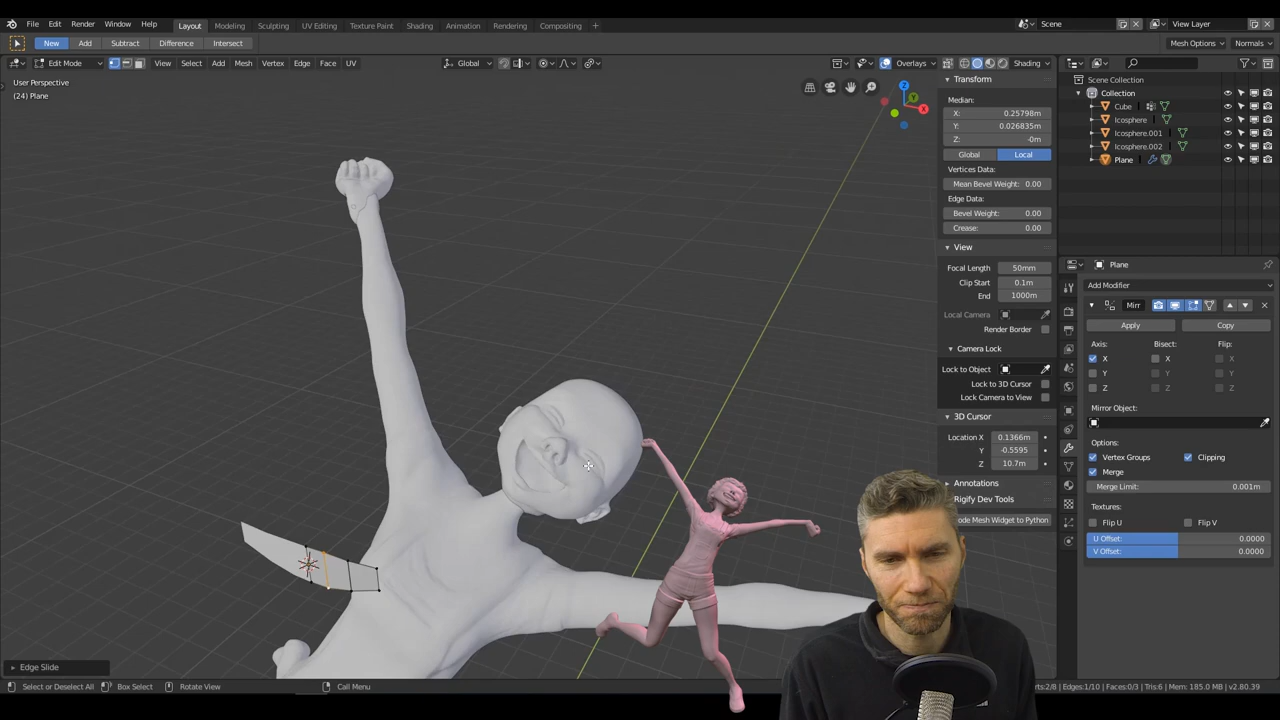 File Edit Render Window Help Layout Modeling Sculpting UV Editing Texture Paint Shading Animation Rendering Compositing + Scene View Layer
New Add Subtract Difference Intersect Mesh Options Normals
Edit Mode View Select Add Mesh Vertex Edge Face UV Global Overlays Shading
User Perspective
(24) Plane
Transform
Median:
X: 0.25798m
Y: 0.026835m
Z: -0m
Global Local
Vertices Data:
Mean Bevel Weight: 0.00
Edge Data:
Bevel Weight: 0.00
Crease: 0.00
View
Focal Length 50mm
Clip Start 0.1m
End 1000m
Local Camera
Render Border
Camera Lock
Lock to Object
Lock to 3D Cursor
Lock Camera to View
3D Cursor
Location X 0.1366m
Y -0.5595
Z 10.7m
Annotations
Rigify Dev Tools
ode Mesh Widget to Python
Scene Collection
Collection
Cube
Icosphere
Icosphere.001
Icosphere.002
Plane
Plane
Add Modifier
Mirr
Apply Copy
Axis: Bisect: Flip:
X X X
Y Y Y
Z Z Z
Mirror Object:
Options:
Vertex Groups Clipping
Merge
Merge Limit: 0.001m
Textures:
Flip U Flip V
U Offset: 0.0000
V Offset: 0.0000
Edge Slide
Select or Deselect All Box Select Rotate View Call Menu rts:2/8 | Edges:1/10 | Faces:0/3 | Tris:6 | Mem: 185.0 MB | v2.80.39